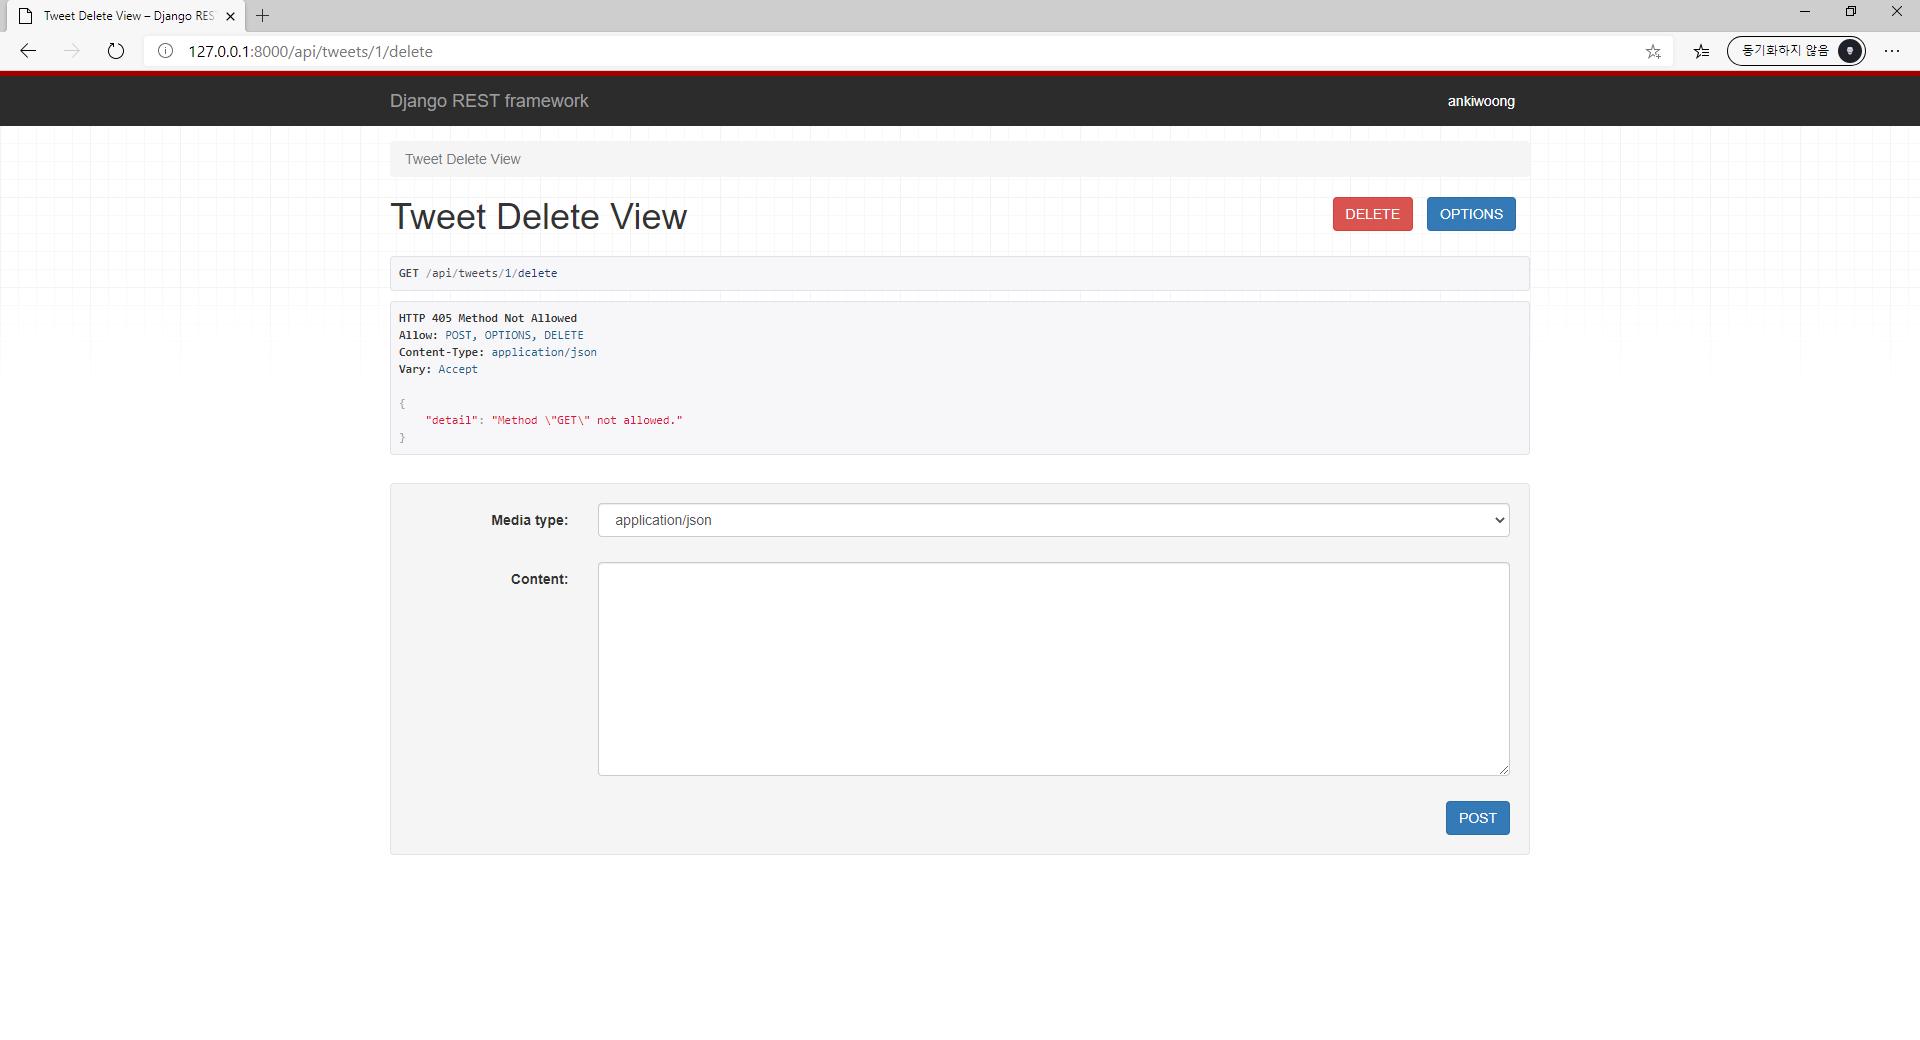 Tweet Delete View – Django RES
127.0.0.1:8000/api/tweets/1/delete
동기화하지 않음
Django REST framework
ankiwoong
Tweet Delete View
Tweet Delete View
DELETE
OPTIONS
GET /api/tweets/1/delete
HTTP 405 Method Not Allowed
Allow: POST, OPTIONS, DELETE
Content-Type: application/json
Vary: Accept
{
"detail": "Method \"GET\" not allowed."
}
Media type:
application/json
Content:
POST